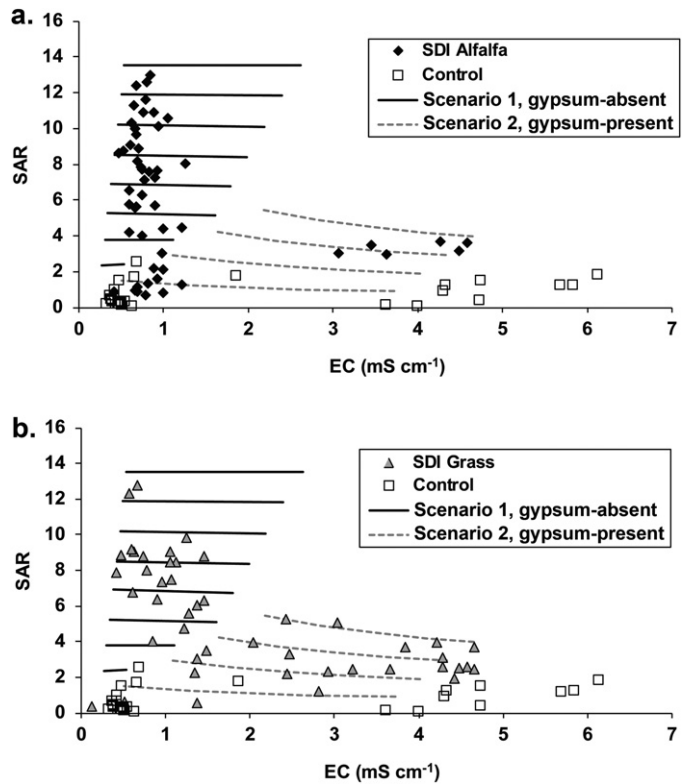 a.
16
14
12
10
8
6
4
2
0
SAR
SDI Alfalfa
Control
Scenario 1, gypsum-absent
Scenario 2, gypsum-present
0 1 2 3 4 5 6 7
EC (mS cm⁻¹)
b.
16
14
12
10
8
6
4
2
0
SAR
SDI Grass
Control
Scenario 1, gypsum-absent
Scenario 2, gypsum-present
0 1 2 3 4 5 6 7
EC (mS cm⁻¹)